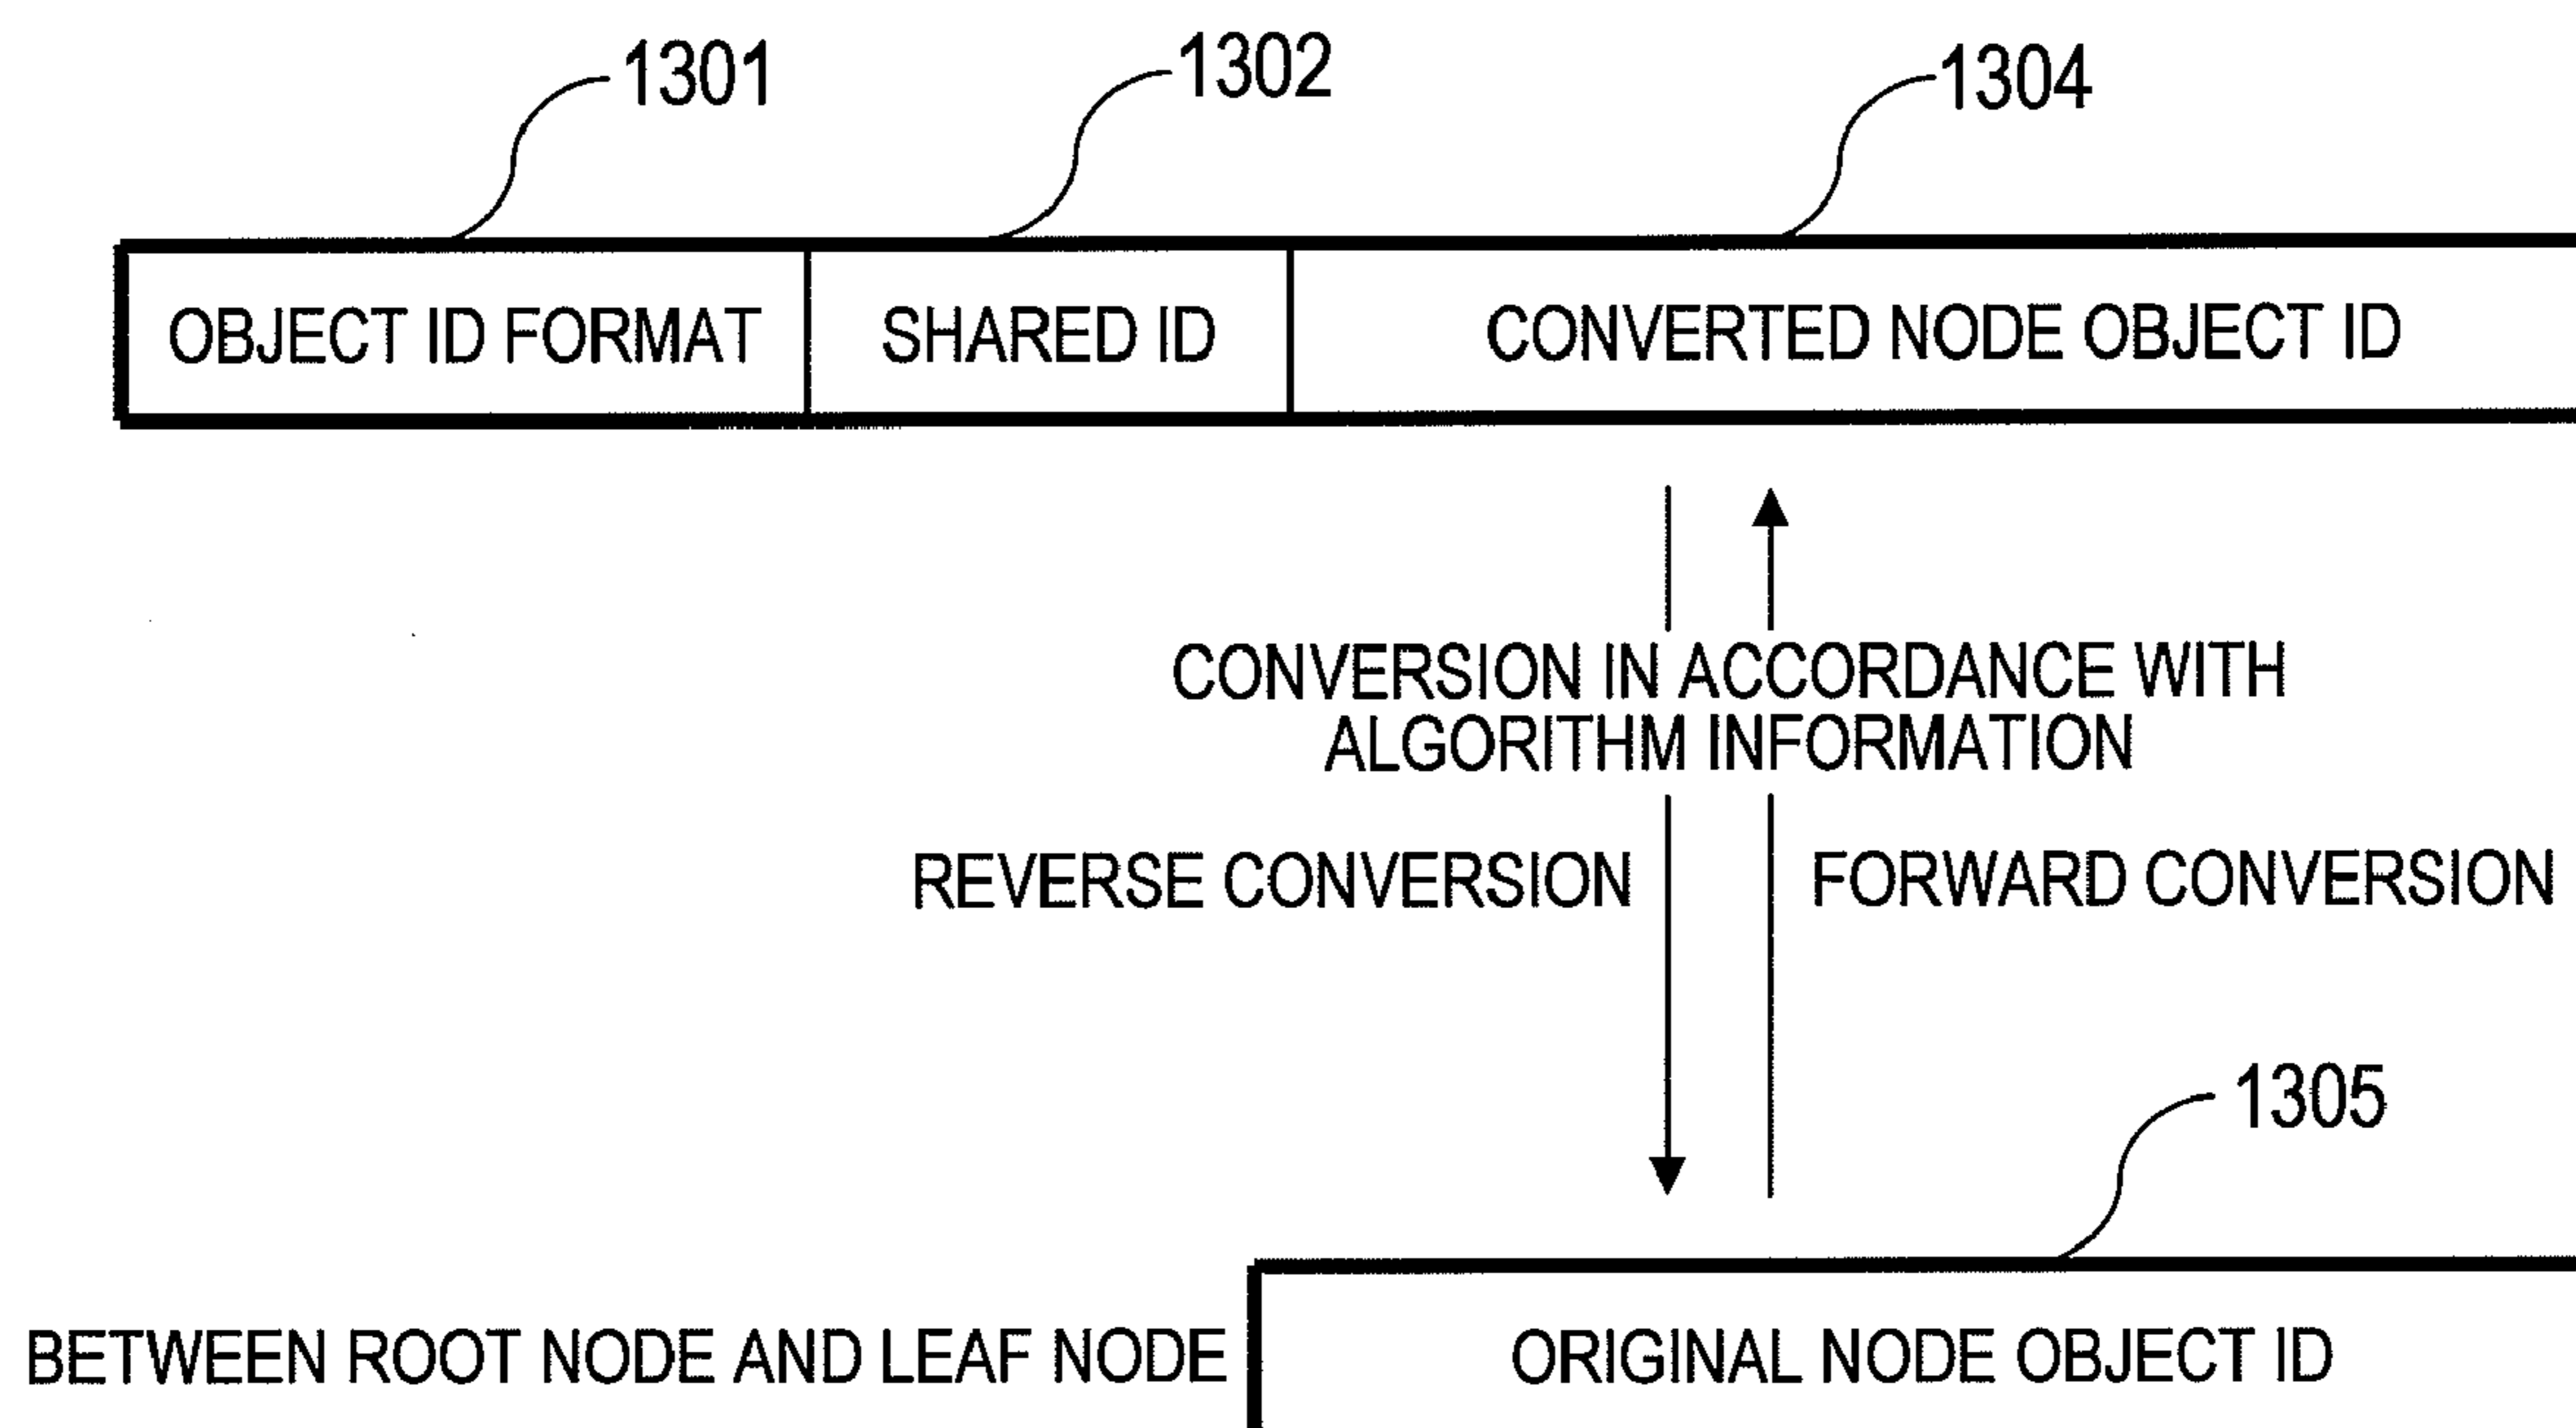 1301
1302
1304
OBJECT ID FORMAT
SHARED ID
CONVERTED NODE OBJECT ID
CONVERSION IN ACCORDANCE WITH
ALGORITHM INFORMATION
REVERSE CONVERSION
FORWARD CONVERSION
1305
BETWEEN ROOT NODE AND LEAF NODE
ORIGINAL NODE OBJECT ID